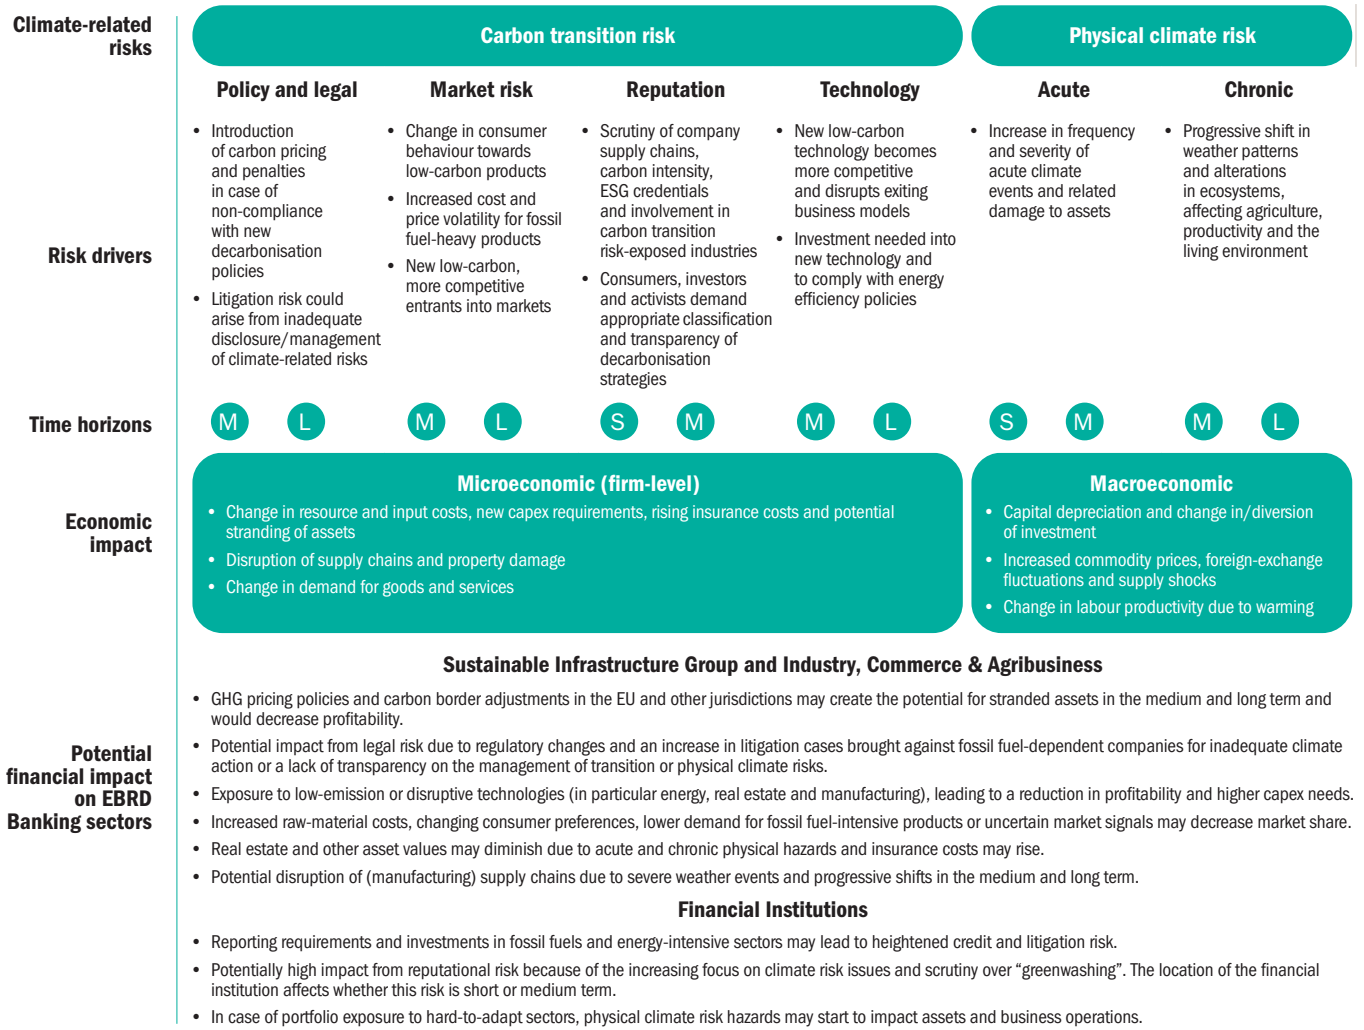 Climate-related
risks
Carbon transition risk
Physical climate risk
Policy and legal
Market risk
Reputation
Technology
Acute
Chronic
Risk drivers
• Introduction
of carbon pricing
and penalties
in case of
non-compliance
with new
decarbonisation
policies
• Litigation risk could
arise from inadequate
disclosure/management
of climate-related risks
• Change in consumer
behaviour towards
low-carbon products
• Increased cost and
price volatility for fossil
fuel-heavy products
• New low-carbon,
more competitive
entrants into markets
• Scrutiny of company
supply chains,
carbon intensity,
ESG credentials
and involvement in
carbon transition
risk-exposed industries
• Consumers, investors
and activists demand
appropriate classification
and transparency of
decarbonisation
strategies
• New low-carbon
technology becomes
more competitive
and disrupts exiting
business models
• Investment needed into
new technology and
to comply with energy
efficiency policies
• Increase in frequency
and severity of
acute climate
events and related
damage to assets
• Progressive shift in
weather patterns
and alterations
in ecosystems,
affecting agriculture,
productivity and the
living environment
Time horizons
M L M L S M M L S M M L
Economic
impact
Microeconomic (firm-level)
• Change in resource and input costs, new capex requirements, rising insurance costs and potential
stranding of assets
• Disruption of supply chains and property damage
• Change in demand for goods and services
Macroeconomic
• Capital depreciation and change in/diversion
of investment
• Increased commodity prices, foreign-exchange
fluctuations and supply shocks
• Change in labour productivity due to warming
Potential
financial impact
on EBRD
Banking sectors
Sustainable Infrastructure Group and Industry, Commerce & Agribusiness
• GHG pricing policies and carbon border adjustments in the EU and other jurisdictions may create the potential for stranded assets in the medium and long term and
would decrease profitability.
• Potential impact from legal risk due to regulatory changes and an increase in litigation cases brought against fossil fuel-dependent companies for inadequate climate
action or a lack of transparency on the management of transition or physical climate risks.
• Exposure to low-emission or disruptive technologies (in particular energy, real estate and manufacturing), leading to a reduction in profitability and higher capex needs.
• Increased raw-material costs, changing consumer preferences, lower demand for fossil fuel-intensive products or uncertain market signals may decrease market share.
• Real estate and other asset values may diminish due to acute and chronic physical hazards and insurance costs may rise.
• Potential disruption of (manufacturing) supply chains due to severe weather events and progressive shifts in the medium and long term.
Financial Institutions
• Reporting requirements and investments in fossil fuels and energy-intensive sectors may lead to heightened credit and litigation risk.
• Potentially high impact from reputational risk because of the increasing focus on climate risk issues and scrutiny over “greenwashing”. The location of the financial
institution affects whether this risk is short or medium term.
• In case of portfolio exposure to hard-to-adapt sectors, physical climate risk hazards may start to impact assets and business operations.